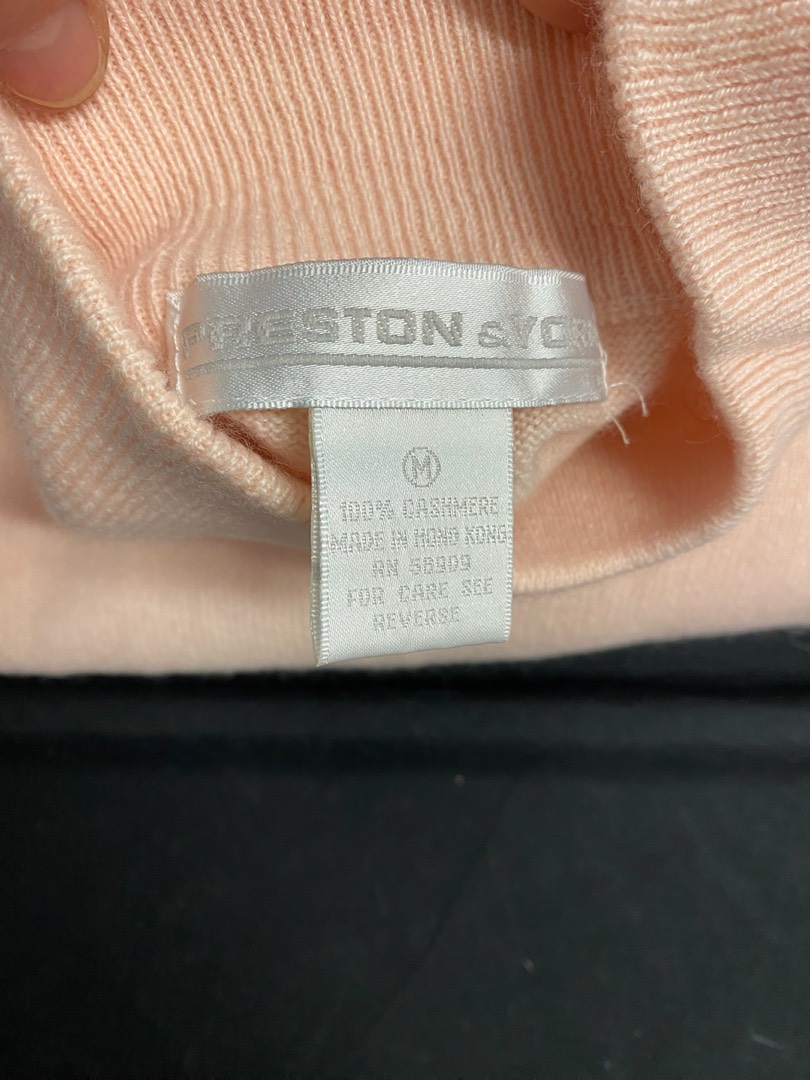 PRESTON & YORK
M
100% CASHMERE
MADE IN HONG KONG
RN 58909
FOR CARE SEE
REVERSE